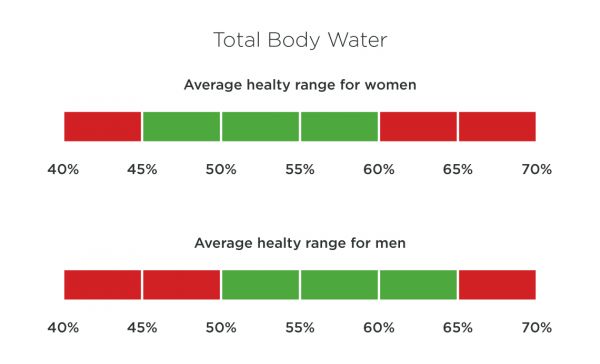 Total Body Water
Average healty range for women
40% 45% 50% 55% 60% 65% 70%
Average healty range for men
40% 45% 50% 55% 60% 65% 70%